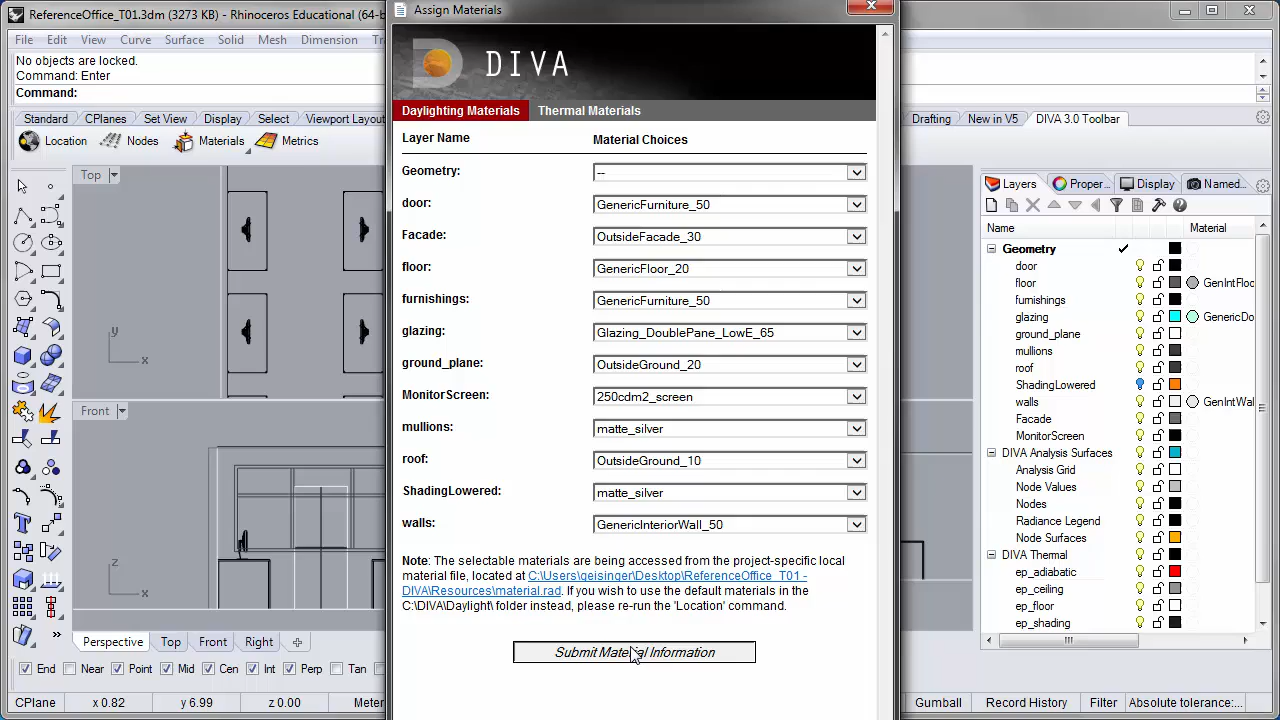 ReferenceOffice_T01.3dm (3273KB) - Rhinoceros Educational (64-b
Assign Materials
File Edit View Curve Surface Solid Mesh Dimension
No objects are locked.
Command: Enter
Command:
DIVA
Standard CPlanes Set View Display Select Viewport Layou
Drafting New in V5 DIVA 3.0 Toolbar
Location Nodes Materials Metrics
Daylighting Materials Thermal Materials
Layer Name Material Choices
Geometry: --
door: GenericFurniture_50
Facade: OutsideFacade_30
floor: GenericFloor_20
furnishings: GenericFurniture_50
glazing: Glazing_DoublePane_LowE_65
ground_plane: OutsideGround_20
MonitorScreen: 250cdm2_screen
mullions: matte_silver
roof: OutsideGround_10
ShadingLowered: matte_silver
walls: GenericInteriorWall_50
Note: The selectable materials are being accessed from the project-specific local
material file, located at C:\Users\geisinger\Desktop\ReferenceOffice_T01 -
DIVA\Resources\material.rad. If you wish to use the default materials in the
C:\DIVA\Daylight\ folder instead, please re-run the 'Location' command.
Submit Material Information
Top
y
x
Front
z
x
Perspective Top Front Right
End Near Point Mid Cen Int Perp Tan
CPlane x 0.82 y 6.99 z 0.00 Meter
Layers Proper... Display Named...
Name Material
Geometry
door
floor GenIntFloo
furnishings
glazing GenericDo
ground_plane
mullions
roof
ShadingLowered
walls GenIntWal
Facade
MonitorScreen
DIVA Analysis Surfaces
Analysis Grid
Node Values
Nodes
Radiance Legend
Node Surfaces
DIVA Thermal
ep_adiabatic
ep_ceiling
ep_floor
ep_shading
Gumball Record History Filter Absolute tolerance:...